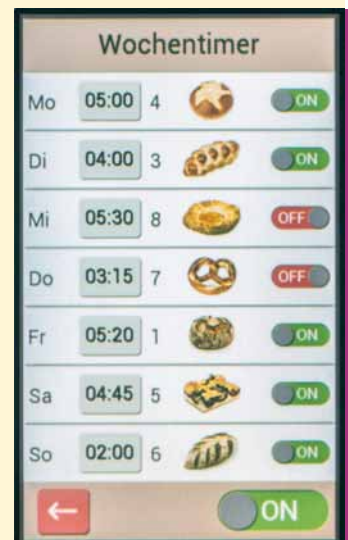 Wochentimer
Mo 05:00 4 ON
Di 04:00 3 ON
Mi 05:30 8 OFF
Do 03:15 7 OFF
Fr 05:20 1 ON
Sa 04:45 5 ON
So 02:00 6 ON
ON